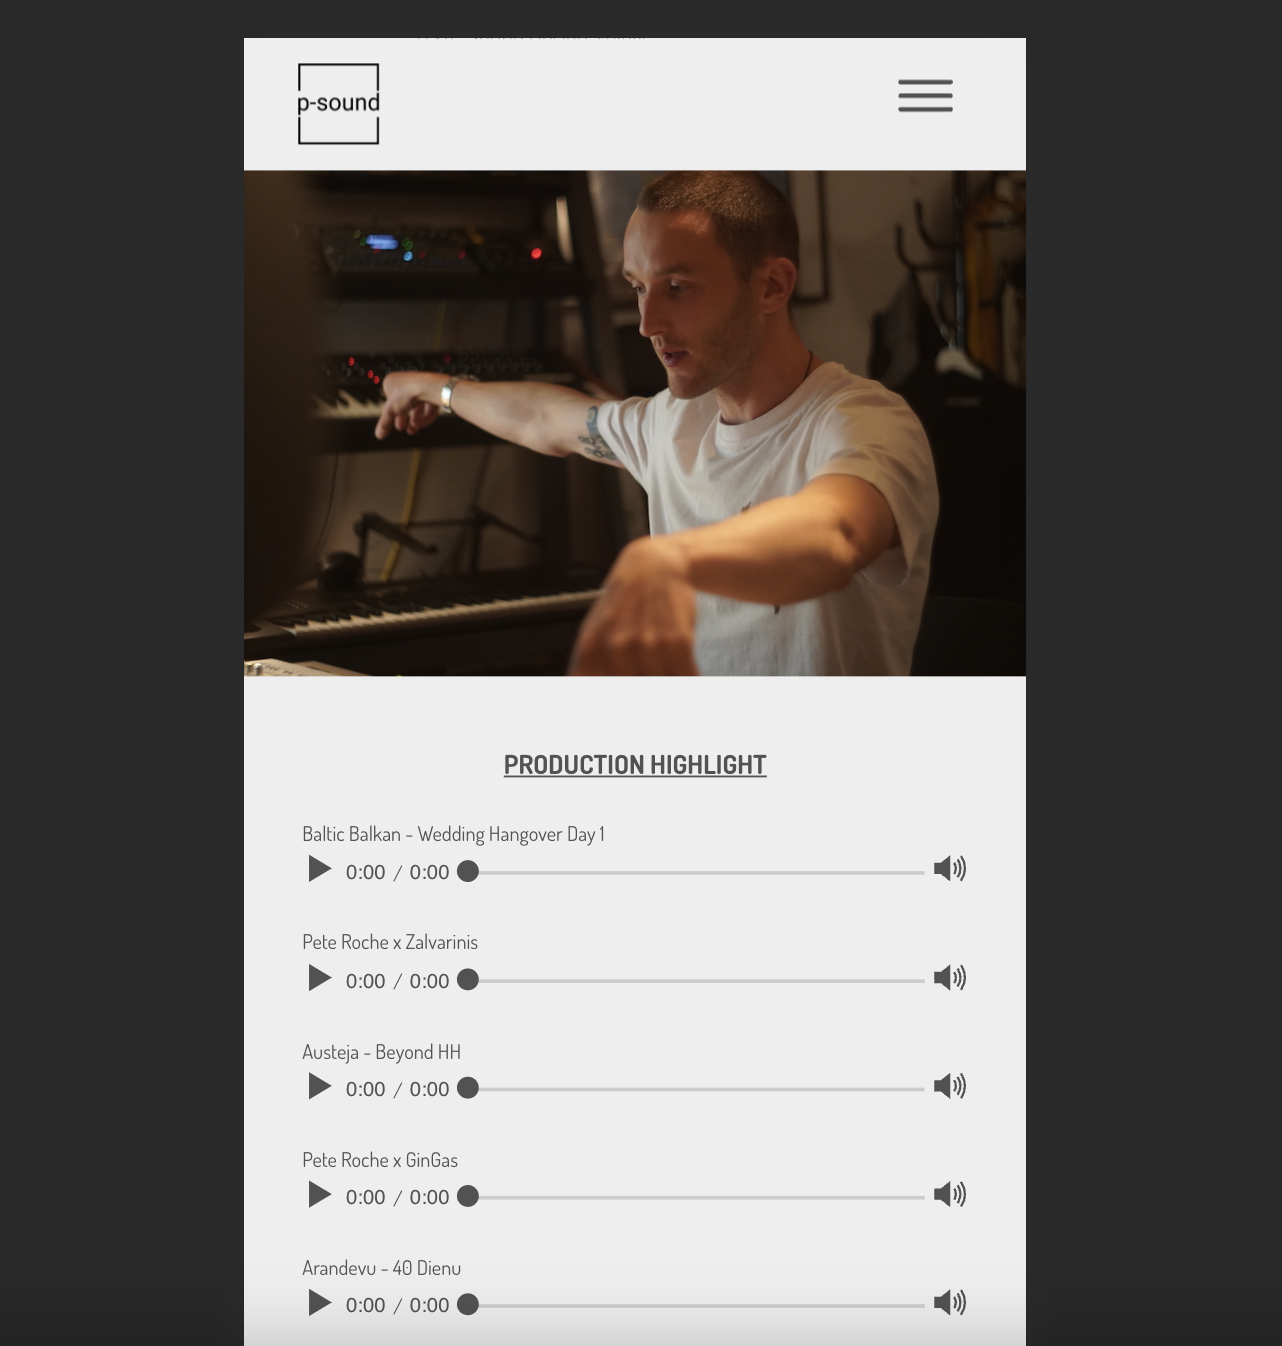 p-sound
PRODUCTION HIGHLIGHT
Baltic Balkan - Wedding Hangover Day 1
0:00 / 0:00
Pete Roche x Zalvarinis
0:00 / 0:00
Austeja - Beyond HH
0:00 / 0:00
Pete Roche x GinGas
0:00 / 0:00
Arandevu - 40 Dienu
0:00 / 0:00